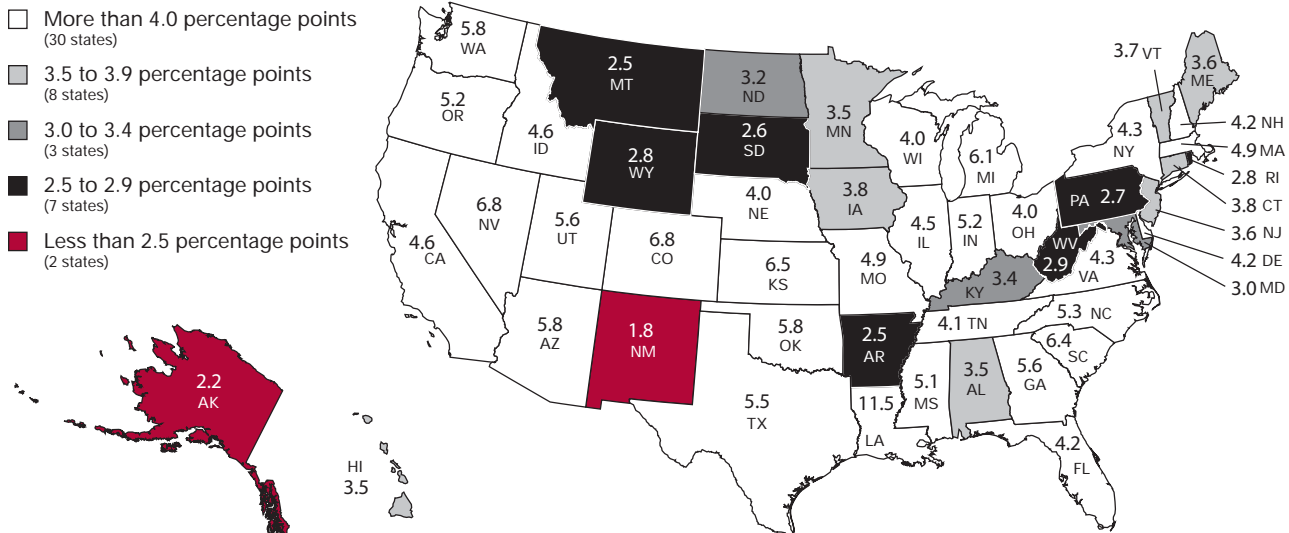 More than 4.0 percentage points
(30 states)
3.5 to 3.9 percentage points
(8 states)
3.0 to 3.4 percentage points
(3 states)
2.5 to 2.9 percentage points
(7 states)
Less than 2.5 percentage points
(2 states)
5.8
WA
5.2
OR
4.6
CA
6.8
NV
4.6
ID
2.5
MT
2.8
WY
5.6
UT
6.8
CO
5.8
AZ
1.8
NM
3.2
ND
2.6
SD
4.0
NE
6.5
KS
5.8
OK
5.5
TX
3.5
MN
3.8
IA
4.9
MO
2.5
AR
11.5
LA
4.0
WI
4.5
IL
6.1
MI
5.2
IN
4.0
OH
KY 3.4
4.1 TN
5.1
MS
3.5
AL
5.6
GA
4.2
FL
6.4
SC
5.3 NC
4.3
VA
WV
2.9
PA 2.7
4.3
NY
3.7 VT
3.6
ME
4.2 NH
4.9 MA
2.8 RI
3.8 CT
3.6 NJ
4.2 DE
3.0 MD
2.2
AK
HI
3.5